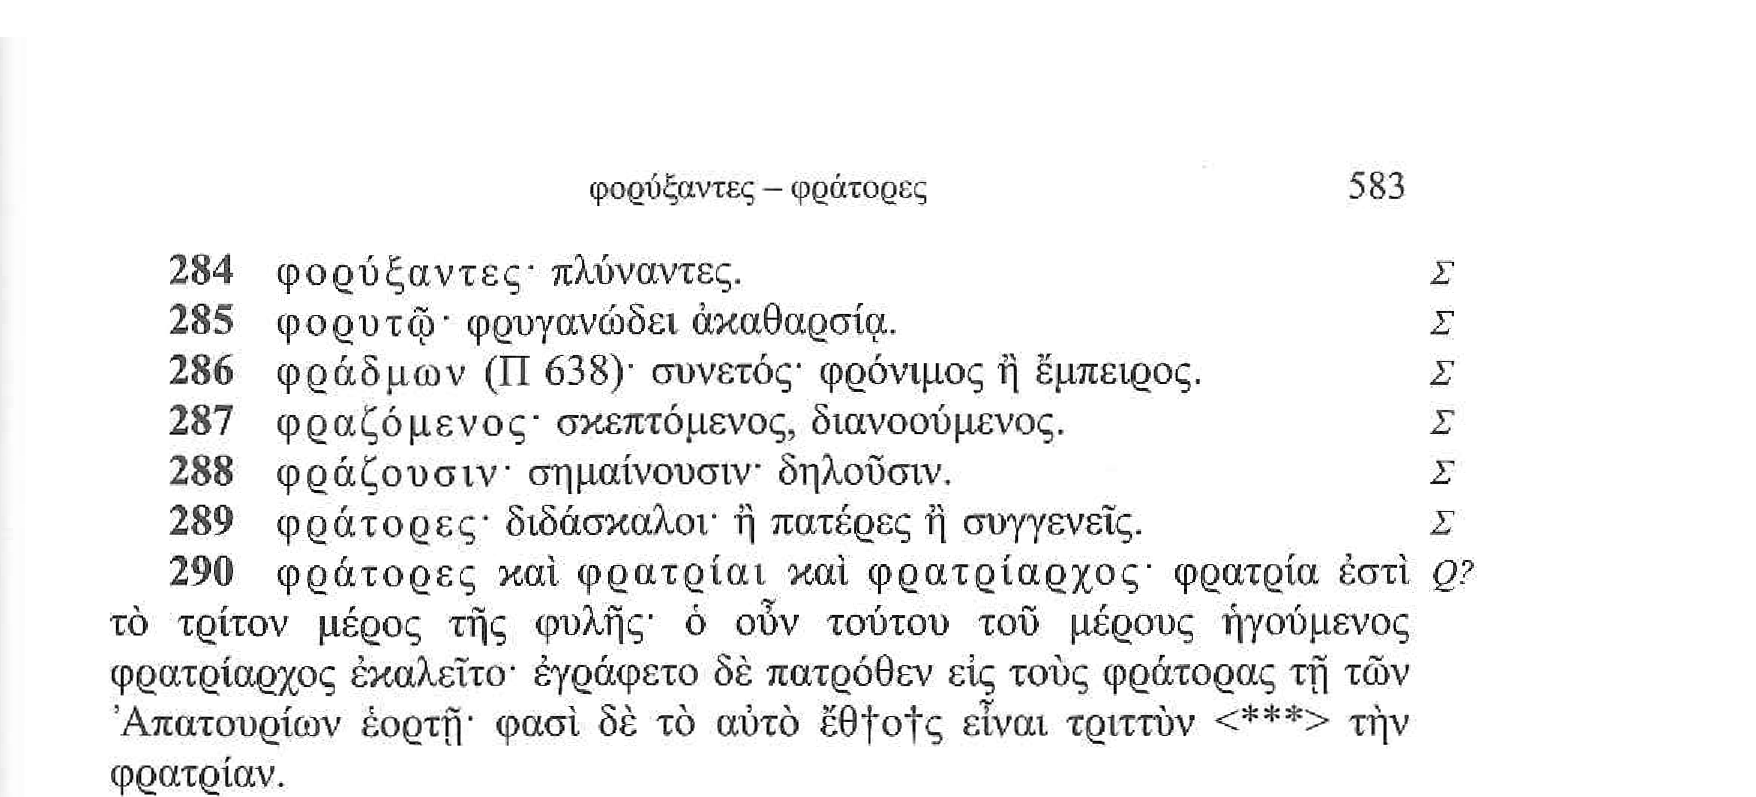 φορύξαντες – φράτορες 583
284 φορύξαντες· πλύναντες. Σ
285 φορυτῷ· φρυγανώδει ἀκαθαρσίᾳ. Σ
286 φράδμων (Π 638)· συνετός· φρόνιμος ἢ ἔμπειρος. Σ
287 φραζόμενος· σκεπτόμενος, διανοούμενος. Σ
288 φράζουσιν· σημαίνουσιν· δηλοῦσιν. Σ
289 φράτορες· διδάσκαλοι· ἢ πατέρες ἢ συγγενεῖς. Σ
290 φράτορες καὶ φρατρίαι καὶ φρατρίαρχος· φρατρία ἐστὶ Q?
τὸ τρίτον μέρος τῆς φυλῆς· ὁ οὖν τούτου τοῦ μέρους ἡγούμενος
φρατρίαρχος ἐκαλεῖτο· ἐγράφετο δὲ πατρόθεν εἰς τοὺς φράτορας τῇ τῶν
Ἀπατουρίων ἑορτῇ· φασὶ δὲ τὸ αὐτὸ ἔθ†ο†ς εἶναι τριττὺν <***> τὴν
φρατρίαν.